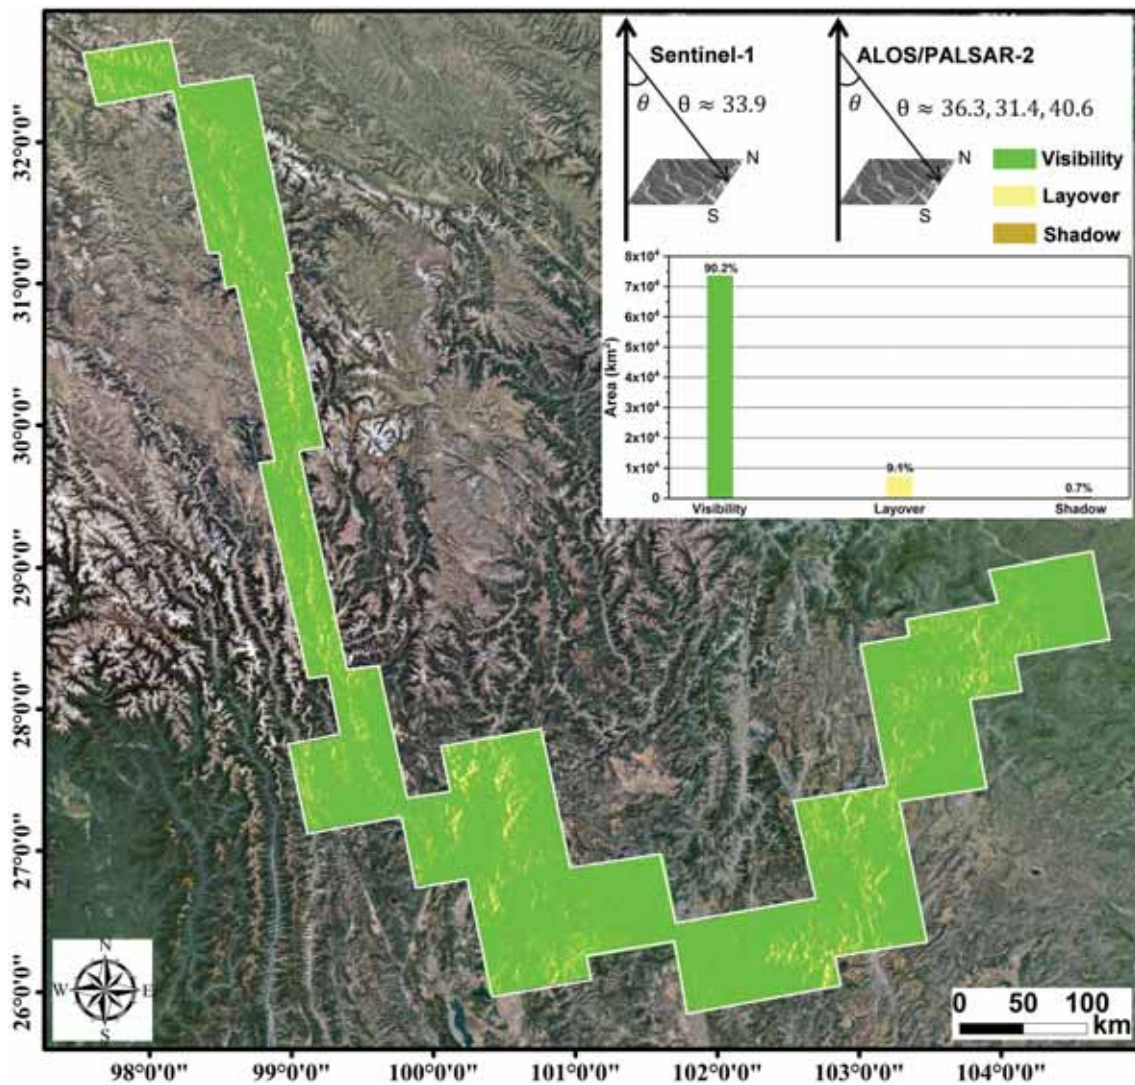 Sentinel-1
θ
θ ≈ 33.9
N
S
ALOS/PALSAR-2
θ
θ ≈ 36.3, 31.4, 40.6
N
S
Visibility
Layover
Shadow
8x10⁴
7x10⁴
6x10⁴
5x10⁴
4x10⁴
3x10⁴
2x10⁴
1x10⁴
0
Area (km²)
90.2%
9.1%
0.7%
Visibility
Layover
Shadow
32°0'0"
31°0'0"
30°0'0"
29°0'0"
28°0'0"
27°0'0"
26°0'0"
N
W
E
S
0 50 100
km
98°0'0"
99°0'0"
100°0'0"
101°0'0"
102°0'0"
103°0'0"
104°0'0"